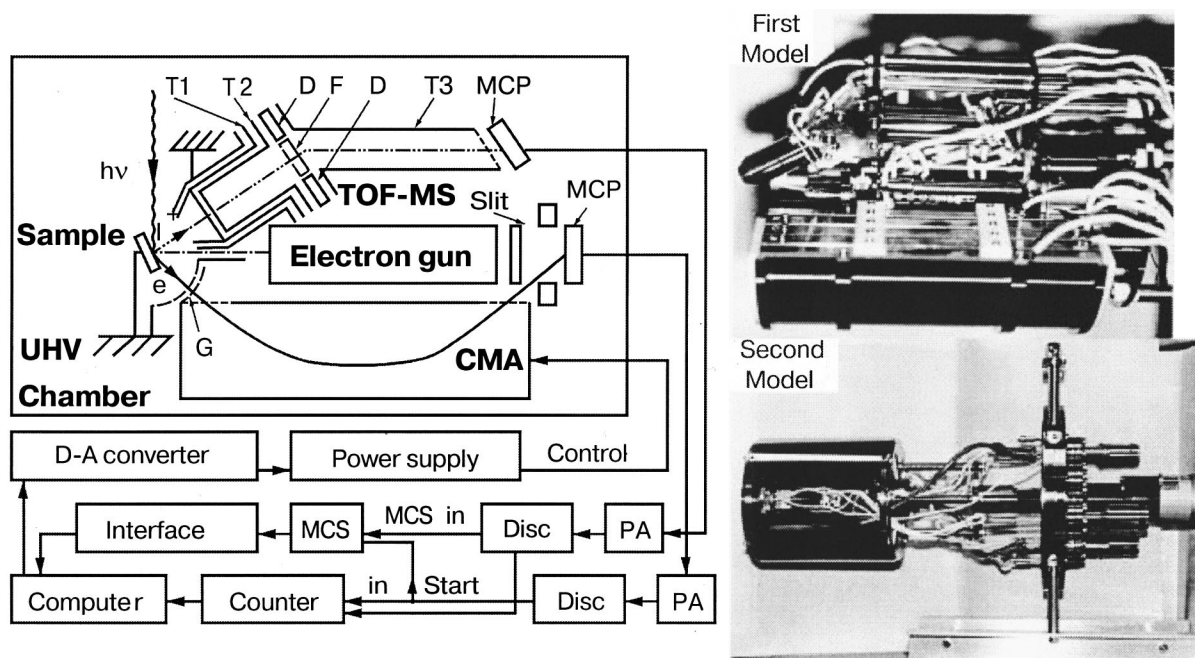 T1
T2
D
F
D
T3
MCP
hν
+
TOF-MS
MCP
Slit
Sample
Electron gun
e
G
UHV
Chamber
CMA
D-A converter
Power supply
Control
Interface
MCS
MCS in
Disc
PA
Computer
Counter
in
Start
Disc
PA
First
Model
Second
Model